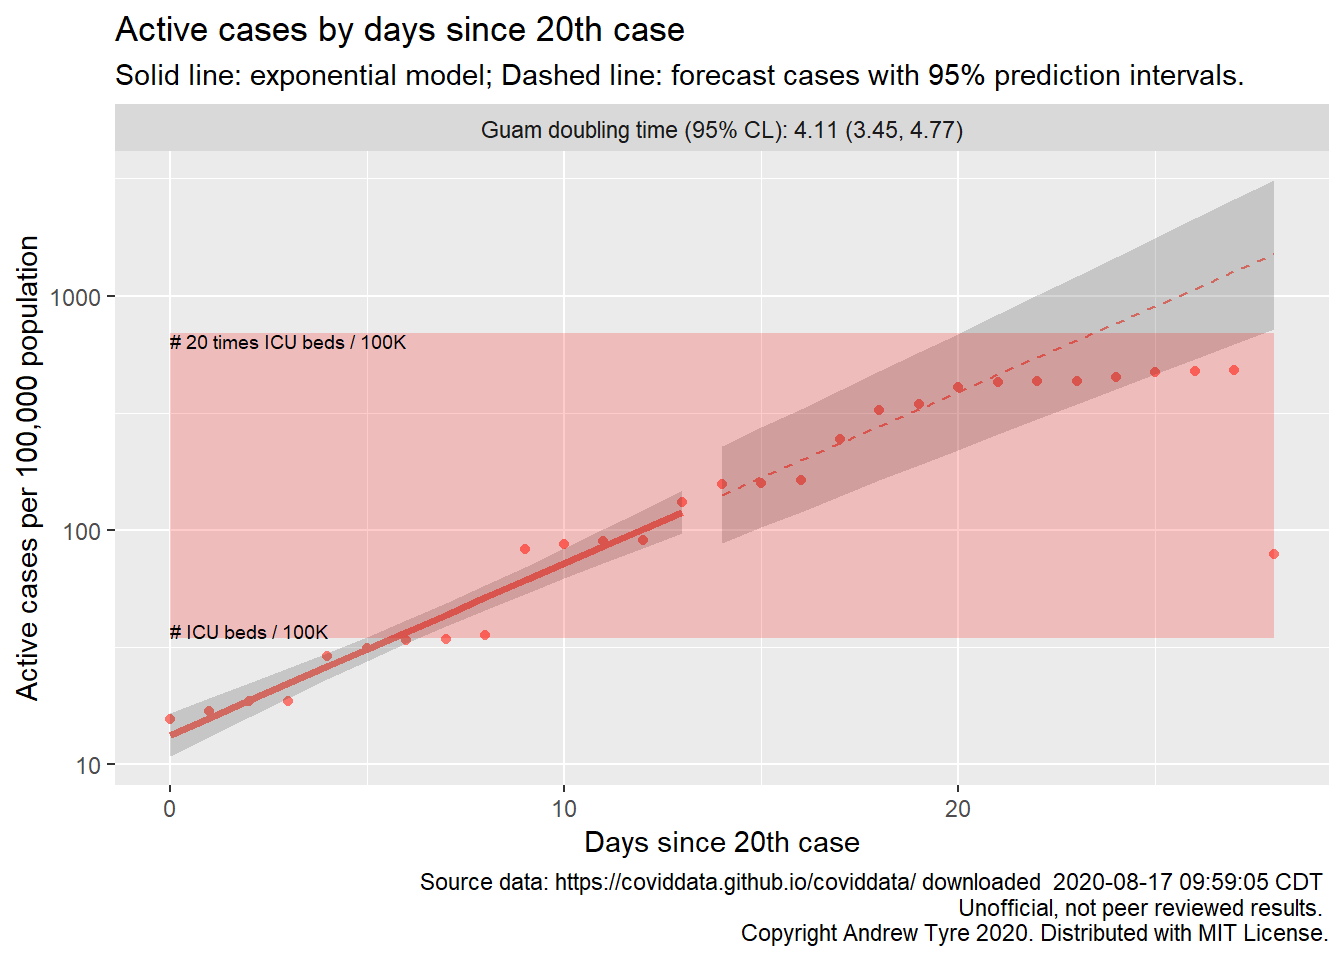 Active cases by days since 20th case
Solid line: exponential model; Dashed line: forecast cases with 95% prediction intervals.
Guam doubling time (95% CL): 4.11 (3.45, 4.77)
Active cases per 100,000 population
1000
100
10
# 20 times ICU beds / 100K
# ICU beds / 100K
0
10
20
Days since 20th case
Source data: https://coviddata.github.io/coviddata/ downloaded  2020-08-17 09:59:05 CDT
Unofficial, not peer reviewed results.
Copyright Andrew Tyre 2020. Distributed with MIT License.